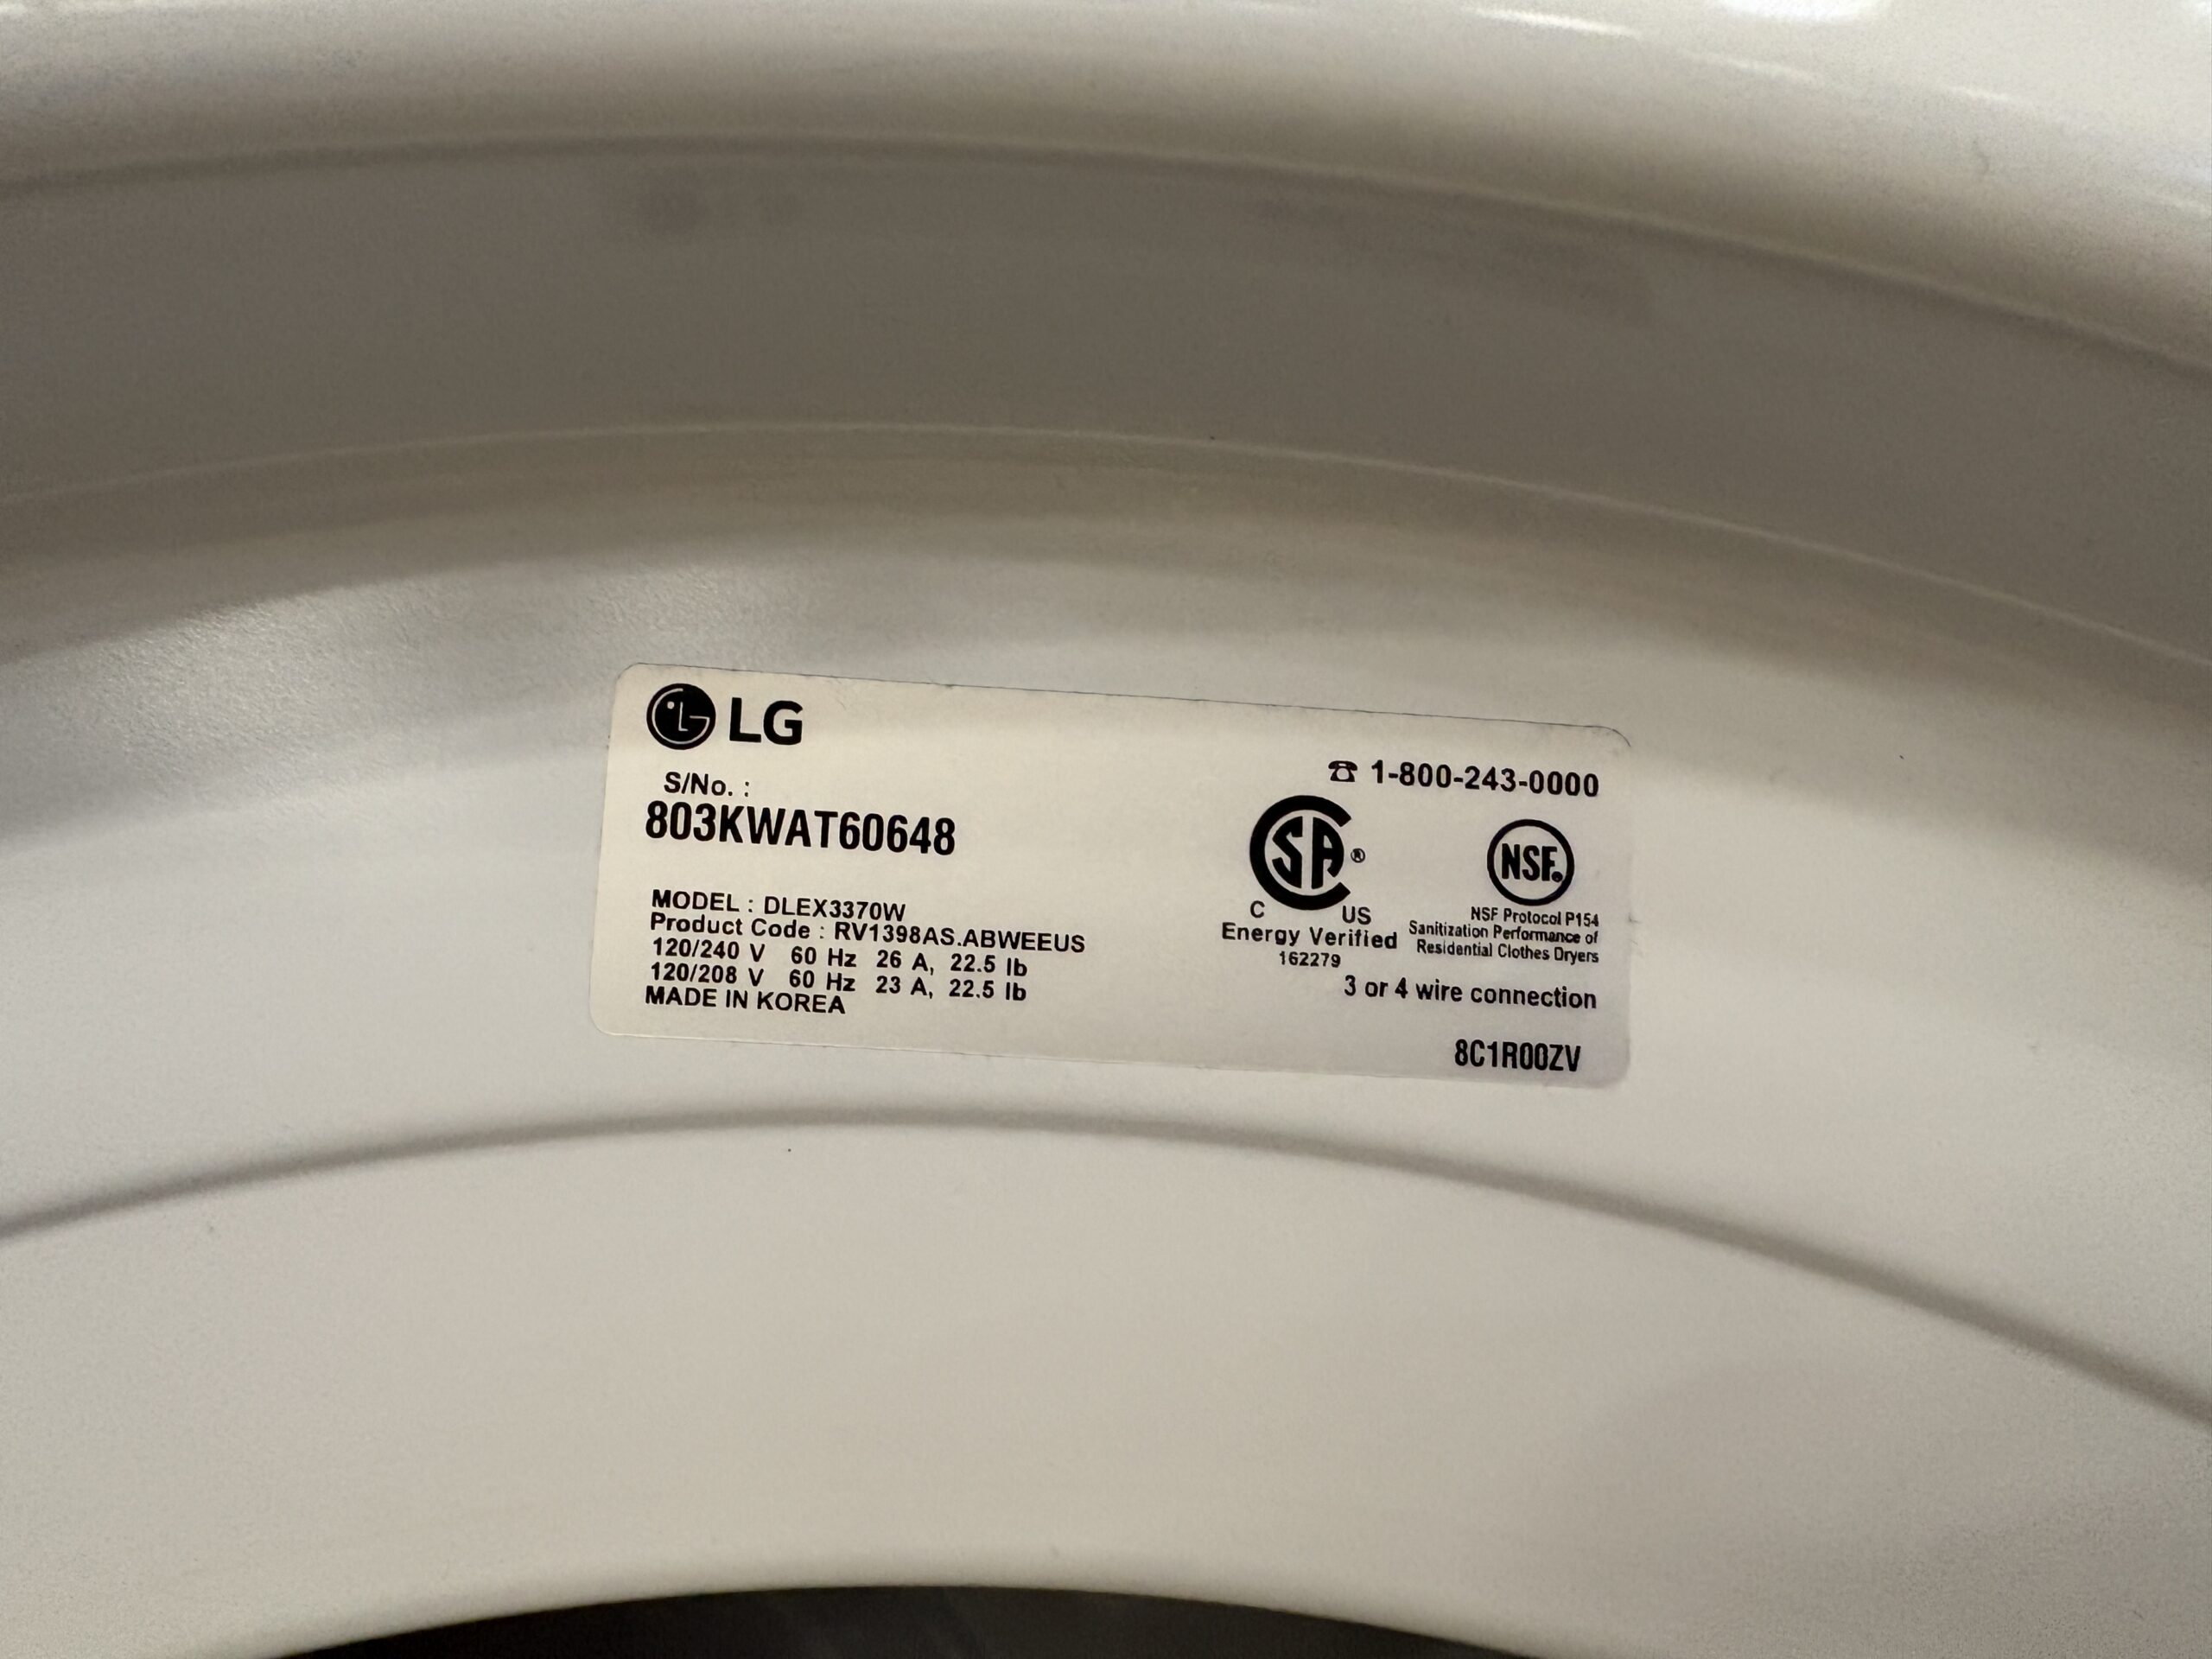 LG
1-800-243-0000
S/No. :
803KWAT60648
CSA®
C US
Energy Verified
162279
NSF®
NSF Protocol P154
Sanitization Performance of
Residential Clothes Dryers
MODEL : DLEX3370W
Product Code : RV1398AS.ABWEEUS
120/240 V 60 Hz 26 A, 22.5 lb
120/208 V 60 Hz 23 A, 22.5 lb
MADE IN KOREA
3 or 4 wire connection
8C1R00ZV